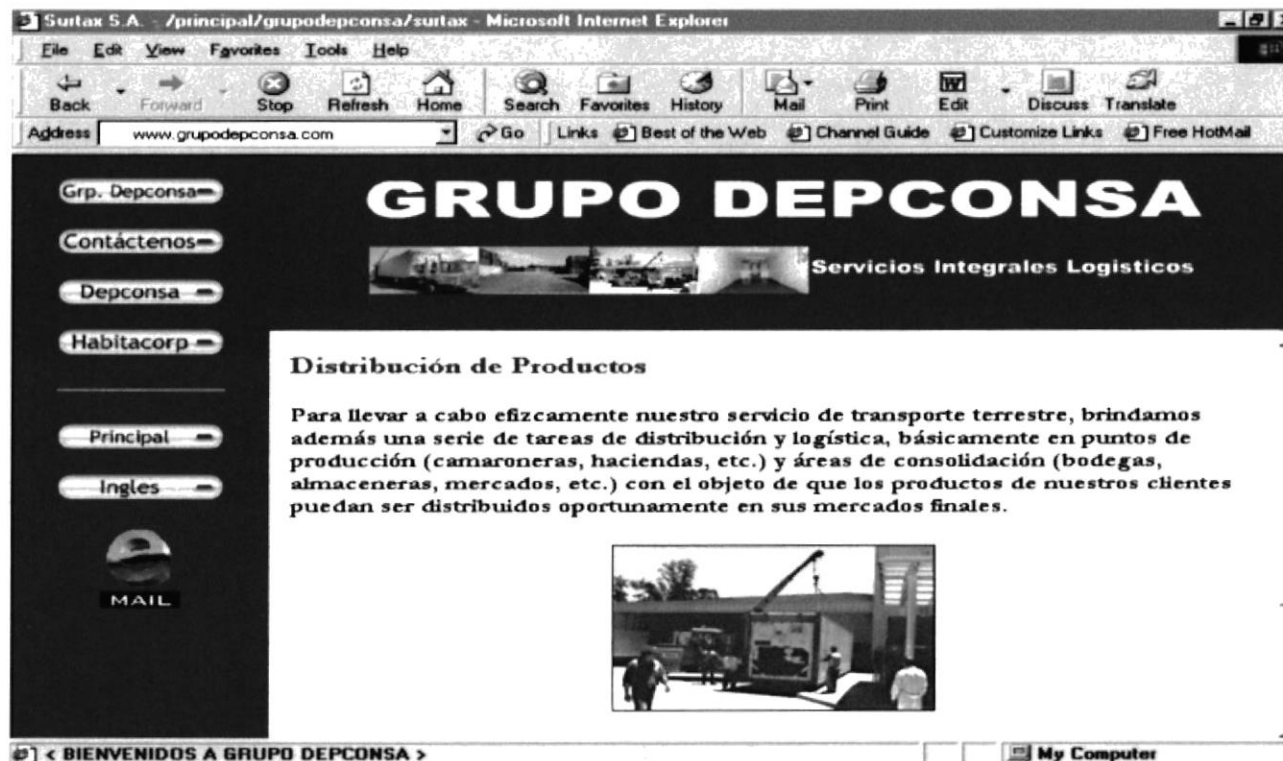 Surtax S.A. - /principal/grupodepconsa/surtax - Microsoft Internet Explorer
File Edit View Favorites Tools Help
Back Forward Stop Refresh Home Search Favorites History Mail Print Edit Discuss Translate
Address www.grupodepconsa.com Go Links Best of the Web Channel Guide Customize Links Free HotMail
Grp. Depconsa
Contáctenos
Depconsa
Habitacorp
Principal
Ingles
MAIL
GRUPO DEPCONSA
Servicios Integrales Logisticos
Distribución de Productos
Para llevar a cabo efizcamente nuestro servicio de transporte terrestre, brindamos
además una serie de tareas de distribución y logística, básicamente en puntos de
producción (camaroneras, haciendas, etc.) y áreas de consolidación (bodegas,
almaceneras, mercados, etc.) con el objeto de que los productos de nuestros clientes
puedan ser distribuidos oportunamente en sus mercados finales.
< BIENVENIDOS A GRUPO DEPCONSA >
My Computer